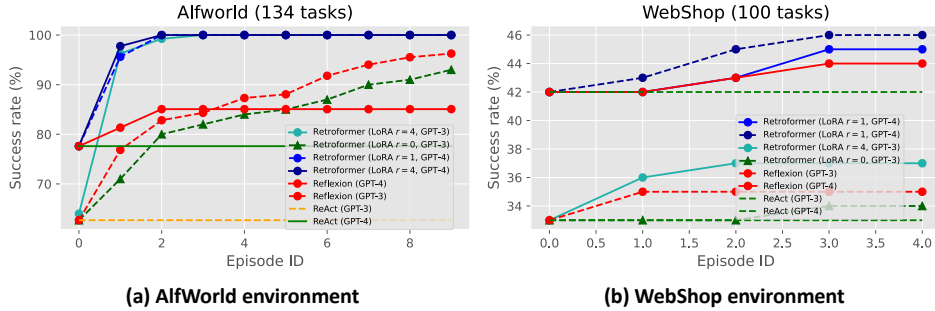 Alfworld (134 tasks)
Success rate (%)
100
90
80
70
Retroformer (LoRA r = 4, GPT-3)
Retroformer (LoRA r = 0, GPT-3)
Retroformer (LoRA r = 1, GPT-4)
Retroformer (LoRA r = 4, GPT-4)
Reflexion (GPT-4)
Reflexion (GPT-3)
ReAct (GPT-3)
ReAct (GPT-4)
0 2 4 6 8
Episode ID
(a) AlfWorld environment
WebShop (100 tasks)
Success rate (%)
46
44
42
40
38
36
34
Retroformer (LoRA r = 1, GPT-4)
Retroformer (LoRA r = 1, GPT-4)
Retroformer (LoRA r = 4, GPT-3)
Retroformer (LoRA r = 0, GPT-3)
Reflexion (GPT-3)
Reflexion (GPT-4)
ReAct (GPT-3)
ReAct (GPT-4)
0.0 0.5 1.0 1.5 2.0 2.5 3.0 3.5 4.0
Episode ID
(b) WebShop environment